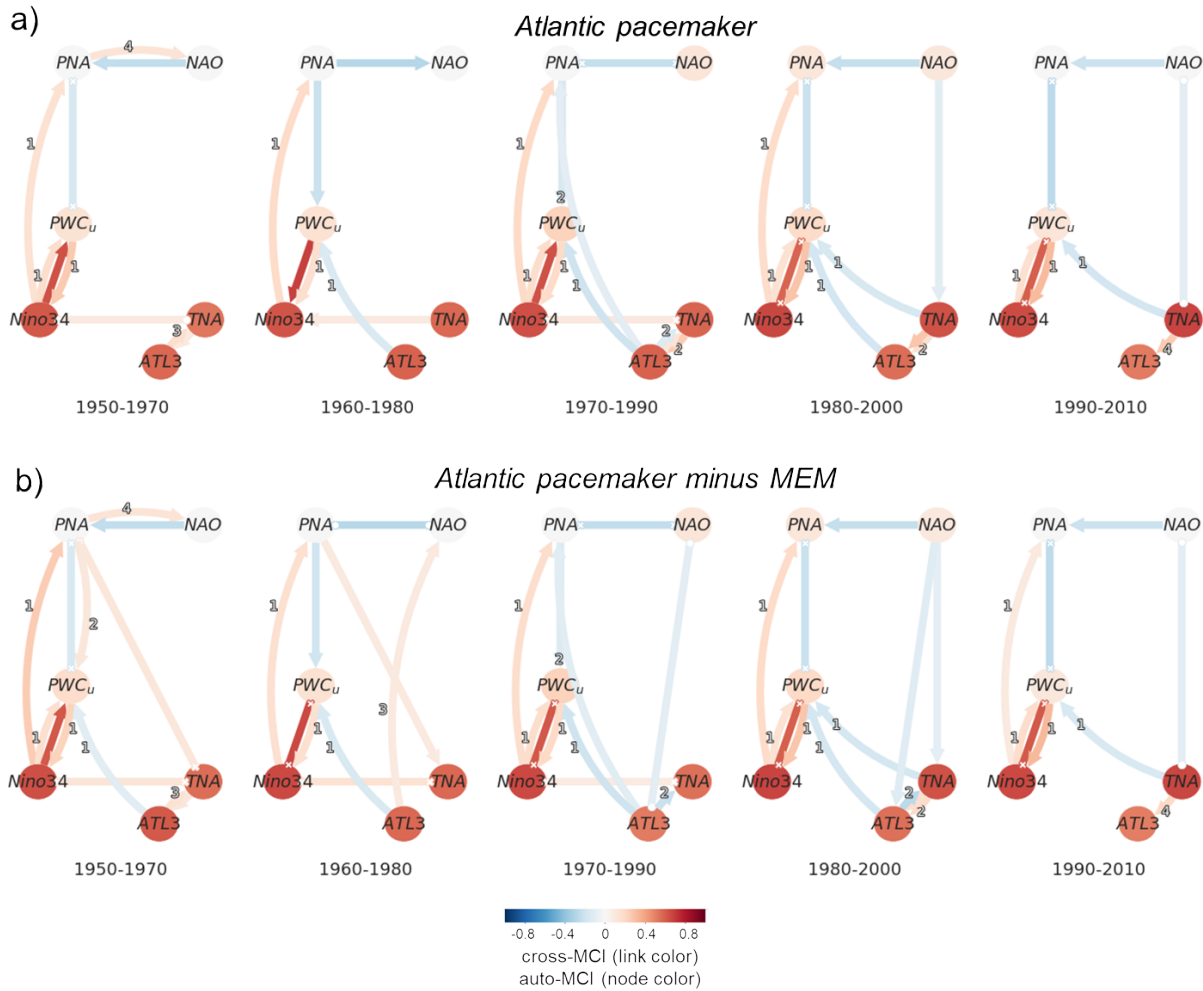 a)
Atlantic pacemaker
PNA 4 NAO
1
PWCu
1 1
Nino34 TNA
3
ATL3
1950-1970
PNA NAO
1
PWCu
1 1
Nino34 TNA
ATL3
1960-1980
PNA NAO
1
2
PWCu
1 1 1
Nino34 TNA
2 2
ATL3
1970-1990
PNA NAO
1
PWCu
1 1 1 1
Nino34 TNA
2
ATL3
1980-2000
PNA NAO
PWCu
1 1 1
Nino34 TNA
4
ATL3
1990-2010
b)
Atlantic pacemaker minus MEM
PNA 4 NAO
1
2
PWCu
1 1 1
Nino34 TNA
3
ATL3
1950-1970
PNA NAO
1
PWCu
3
1 1
Nino34 TNA
ATL3
1960-1980
PNA NAO
1
2
PWCu
1 1 1
Nino34 TNA
2
ATL3
1970-1990
PNA NAO
1
PWCu
1 1 1 1
Nino34 TNA
2 2
ATL3
1980-2000
PNA NAO
1
PWCu
1 1 1
Nino34 TNA
4
ATL3
1990-2010
-0.8 -0.4 0 0.4 0.8
cross-MCI (link color)
auto-MCI (node color)